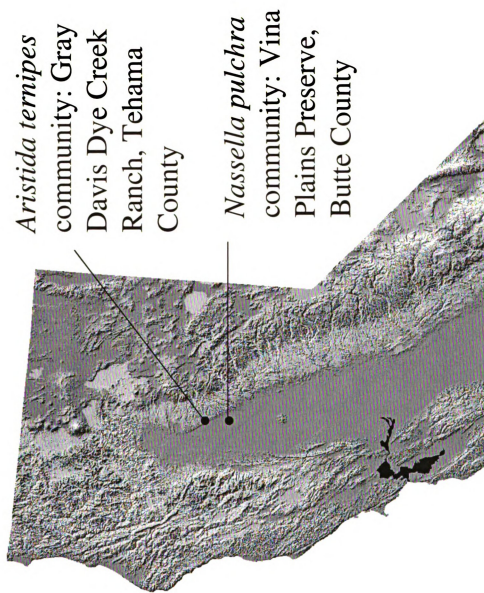 Aristida ternipes
community: Gray
Davis Dye Creek
Ranch, Tehama
County
Nassella pulchra
community: Vina
Plains Preserve,
Butte County